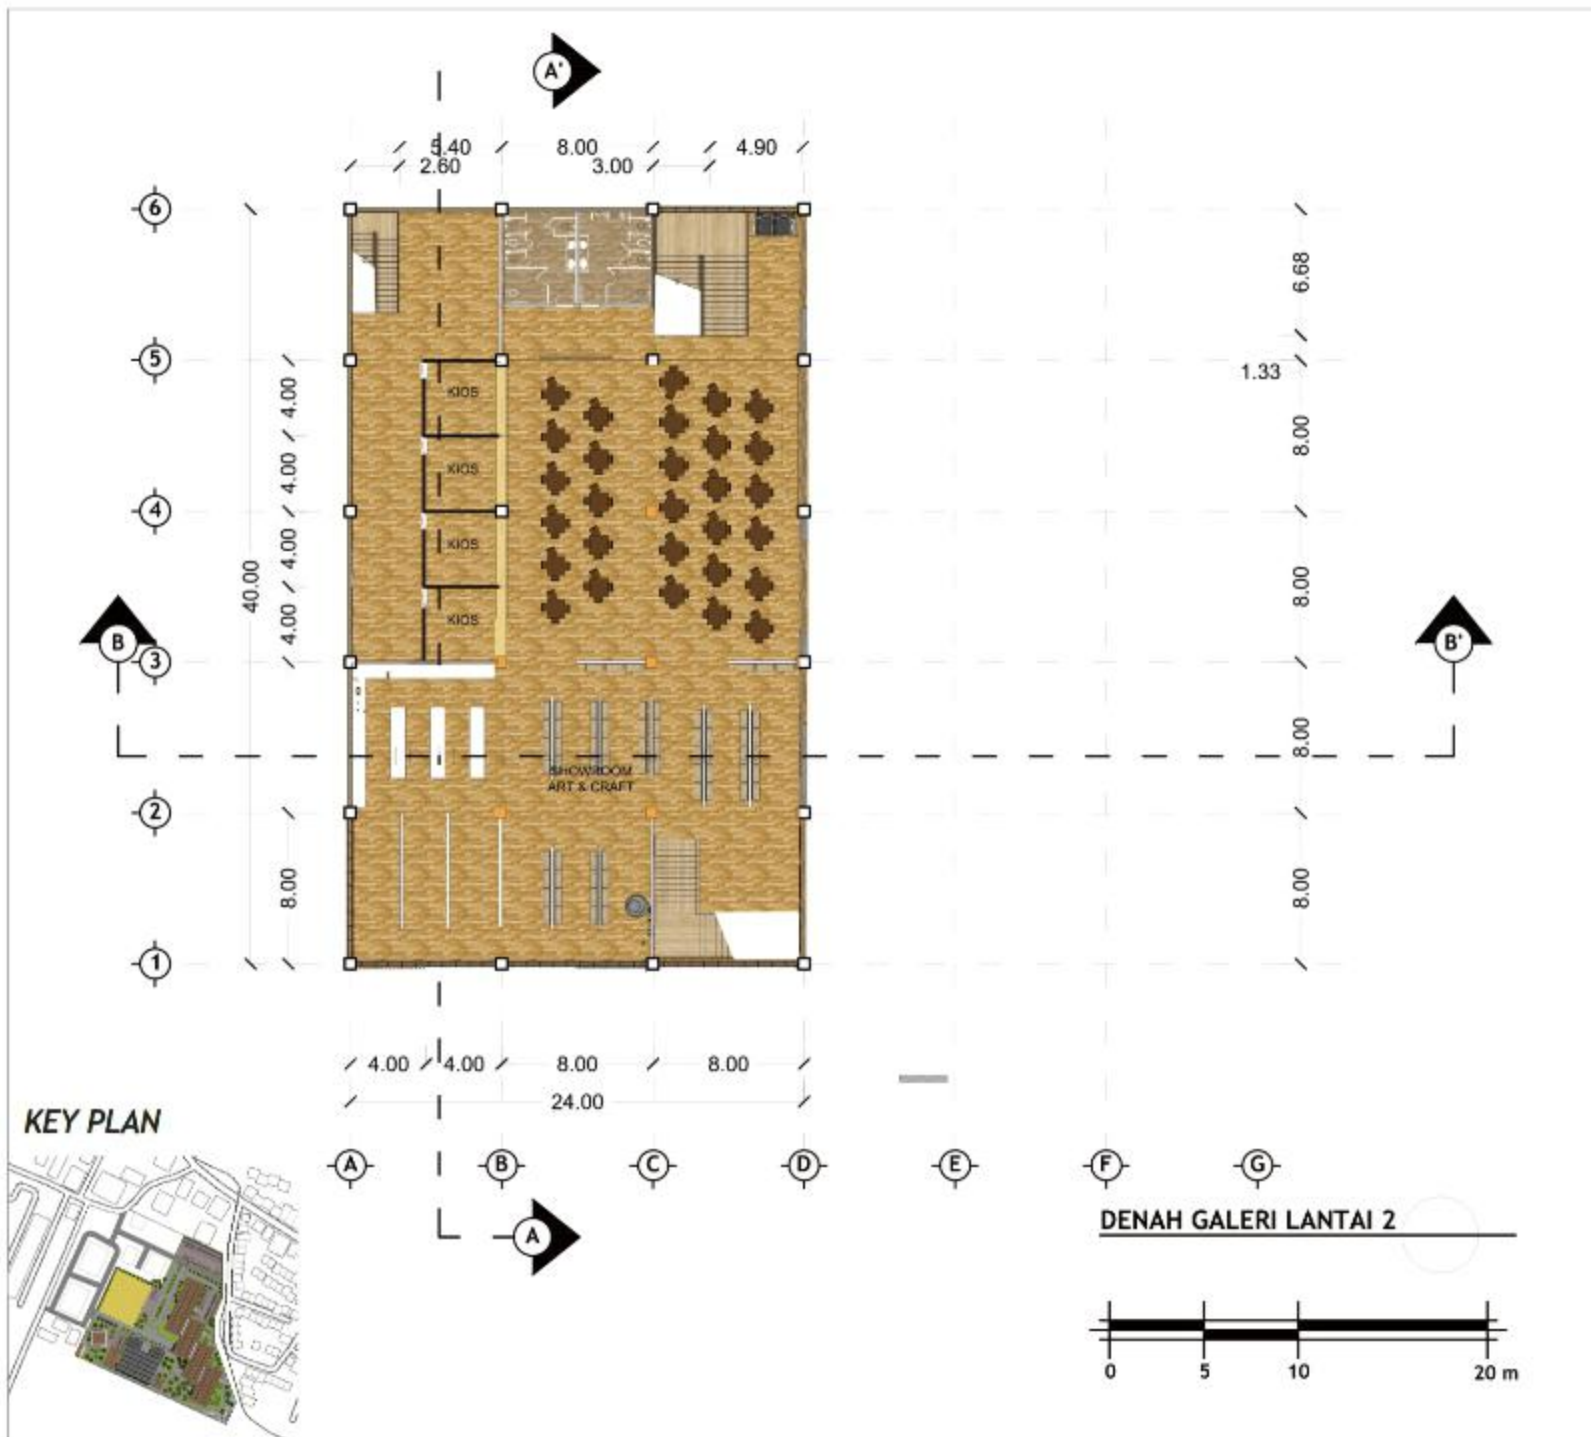 A'
5.40 8.00 4.90
2.60 3.00
6
6.68
5
1.33
KIOS
4.00
8.00
KIOS
4.00
4
KIOS
4.00
40.00
8.00
KIOS
4.00
B
B'
3
8.00
SHOWROOM
ART & CRAFT
2
8.00
8.00
1
4.00 4.00 8.00 8.00
24.00
KEY PLAN
A B C D E F G
DENAH GALERI LANTAI 2
A
0 5 10 20 m